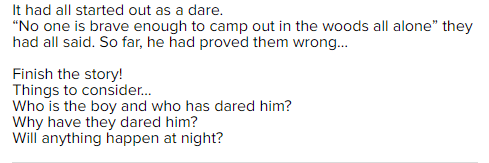 It had all started out as a dare.
“No one is brave enough to camp out in the woods all alone” they
had all said. So far, he had proved them wrong...

Finish the story!
Things to consider...
Who is the boy and who has dared him?
Why have they dared him?
Will anything happen at night?